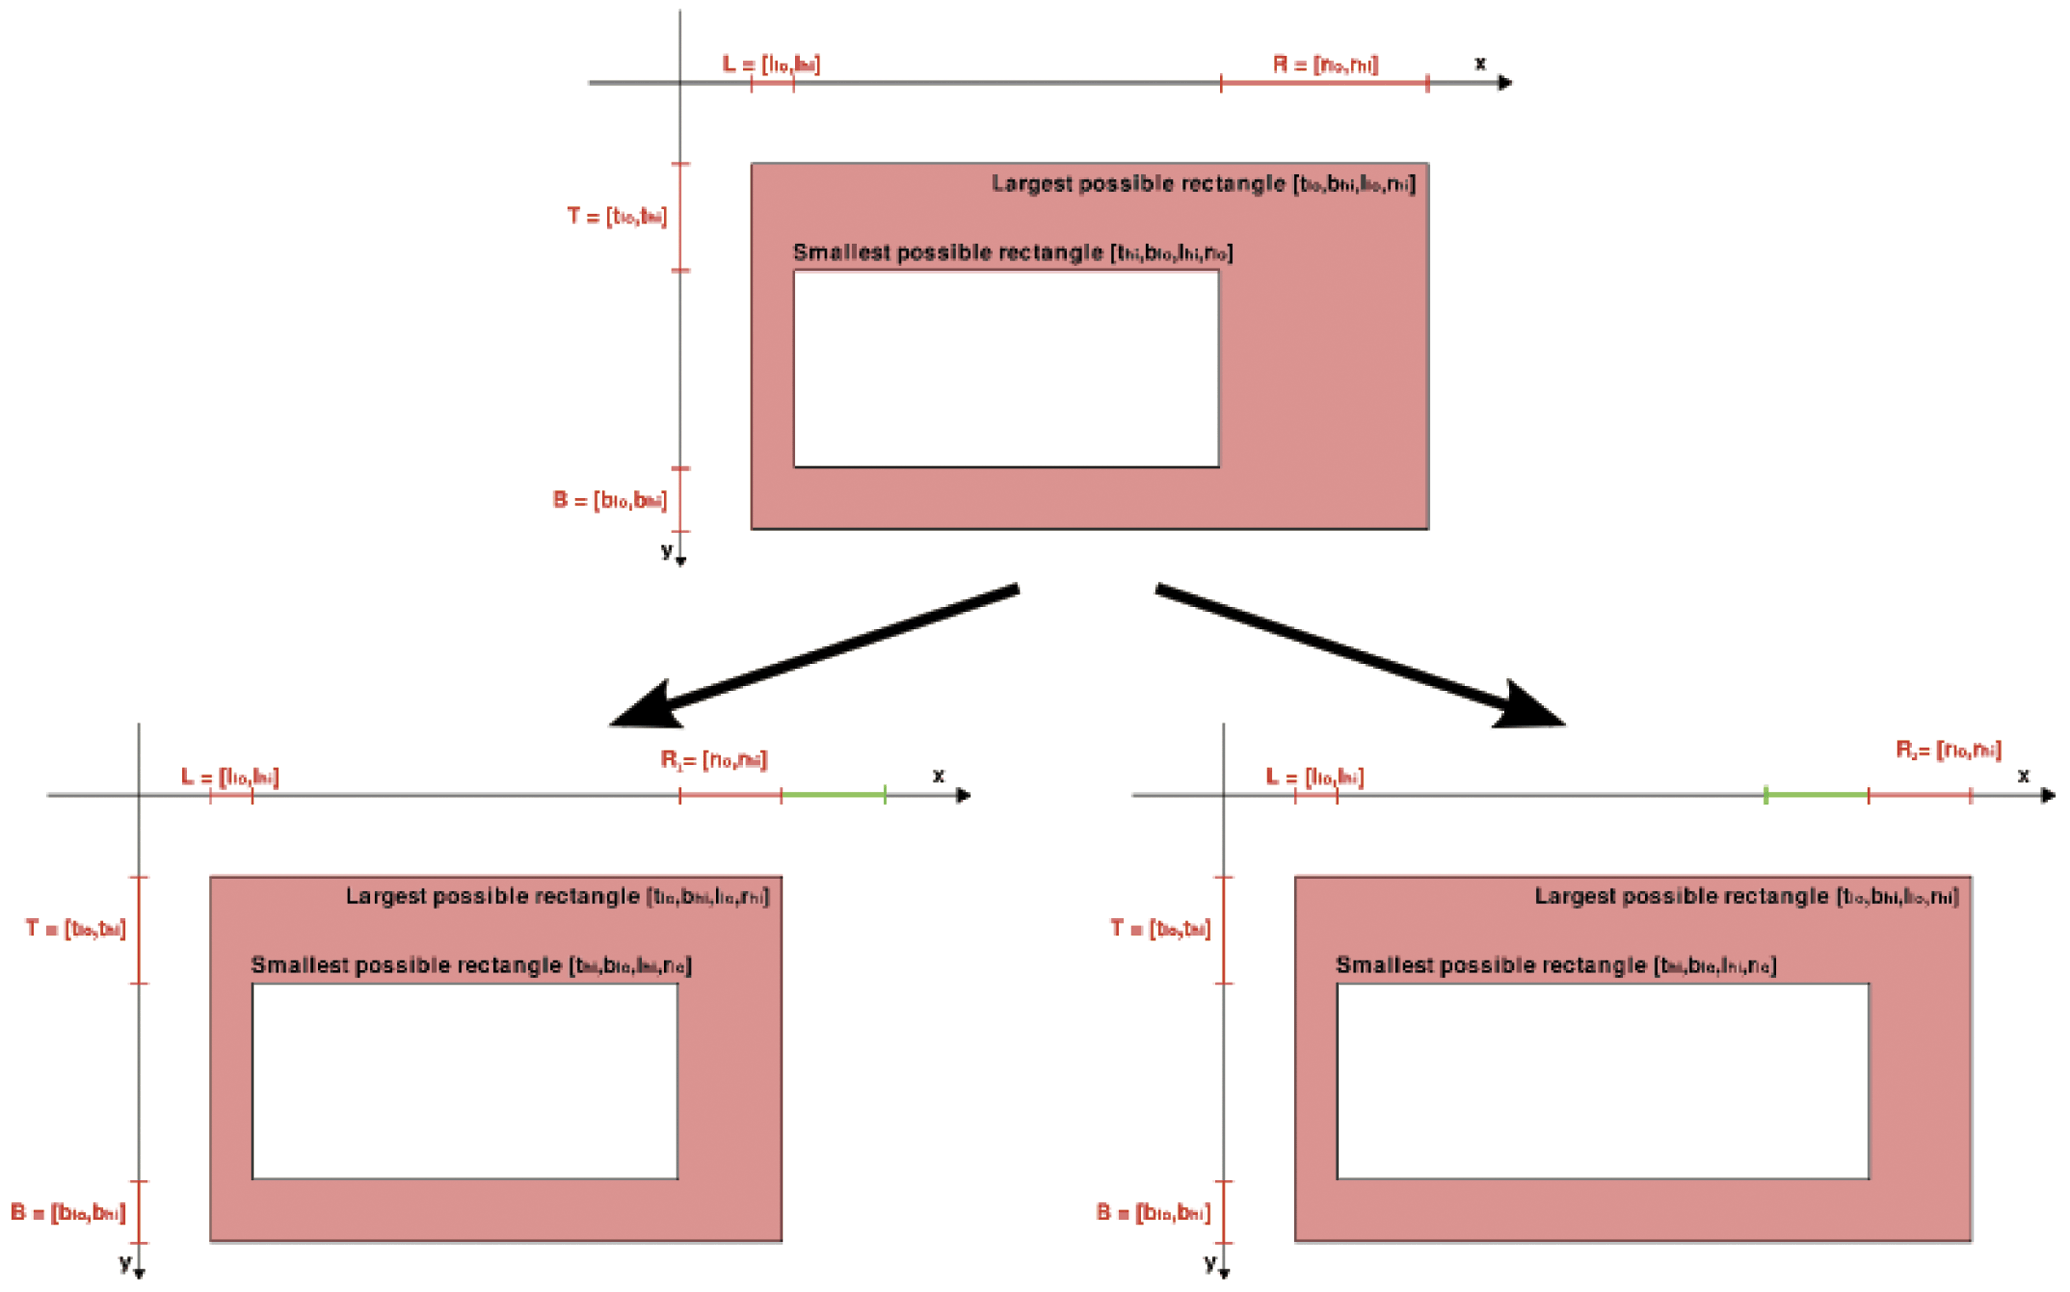 L = [llo,lhi]
R = [rlo,rhi]
x
Largest possible rectangle [tlo,bhi,llo,rhi]
T = [tlo,thi]
Smallest possible rectangle [thi,blo,lhi,rlo]
B = [blo,bhi]
y
L = [llo,lhi]
R1= [rlo,rhi]
x
Largest possible rectangle [tlo,bhi,llo,rhi]
T = [tlo,thi]
Smallest possible rectangle [thi,blo,lhi,rlo]
B = [blo,bhi]
y
L = [llo,lhi]
R2= [rlo,rhi]
x
Largest possible rectangle [tlo,bhi,llo,rhi]
T = [tlo,thi]
Smallest possible rectangle [thi,blo,lhi,rlo]
B = [blo,bhi]
y